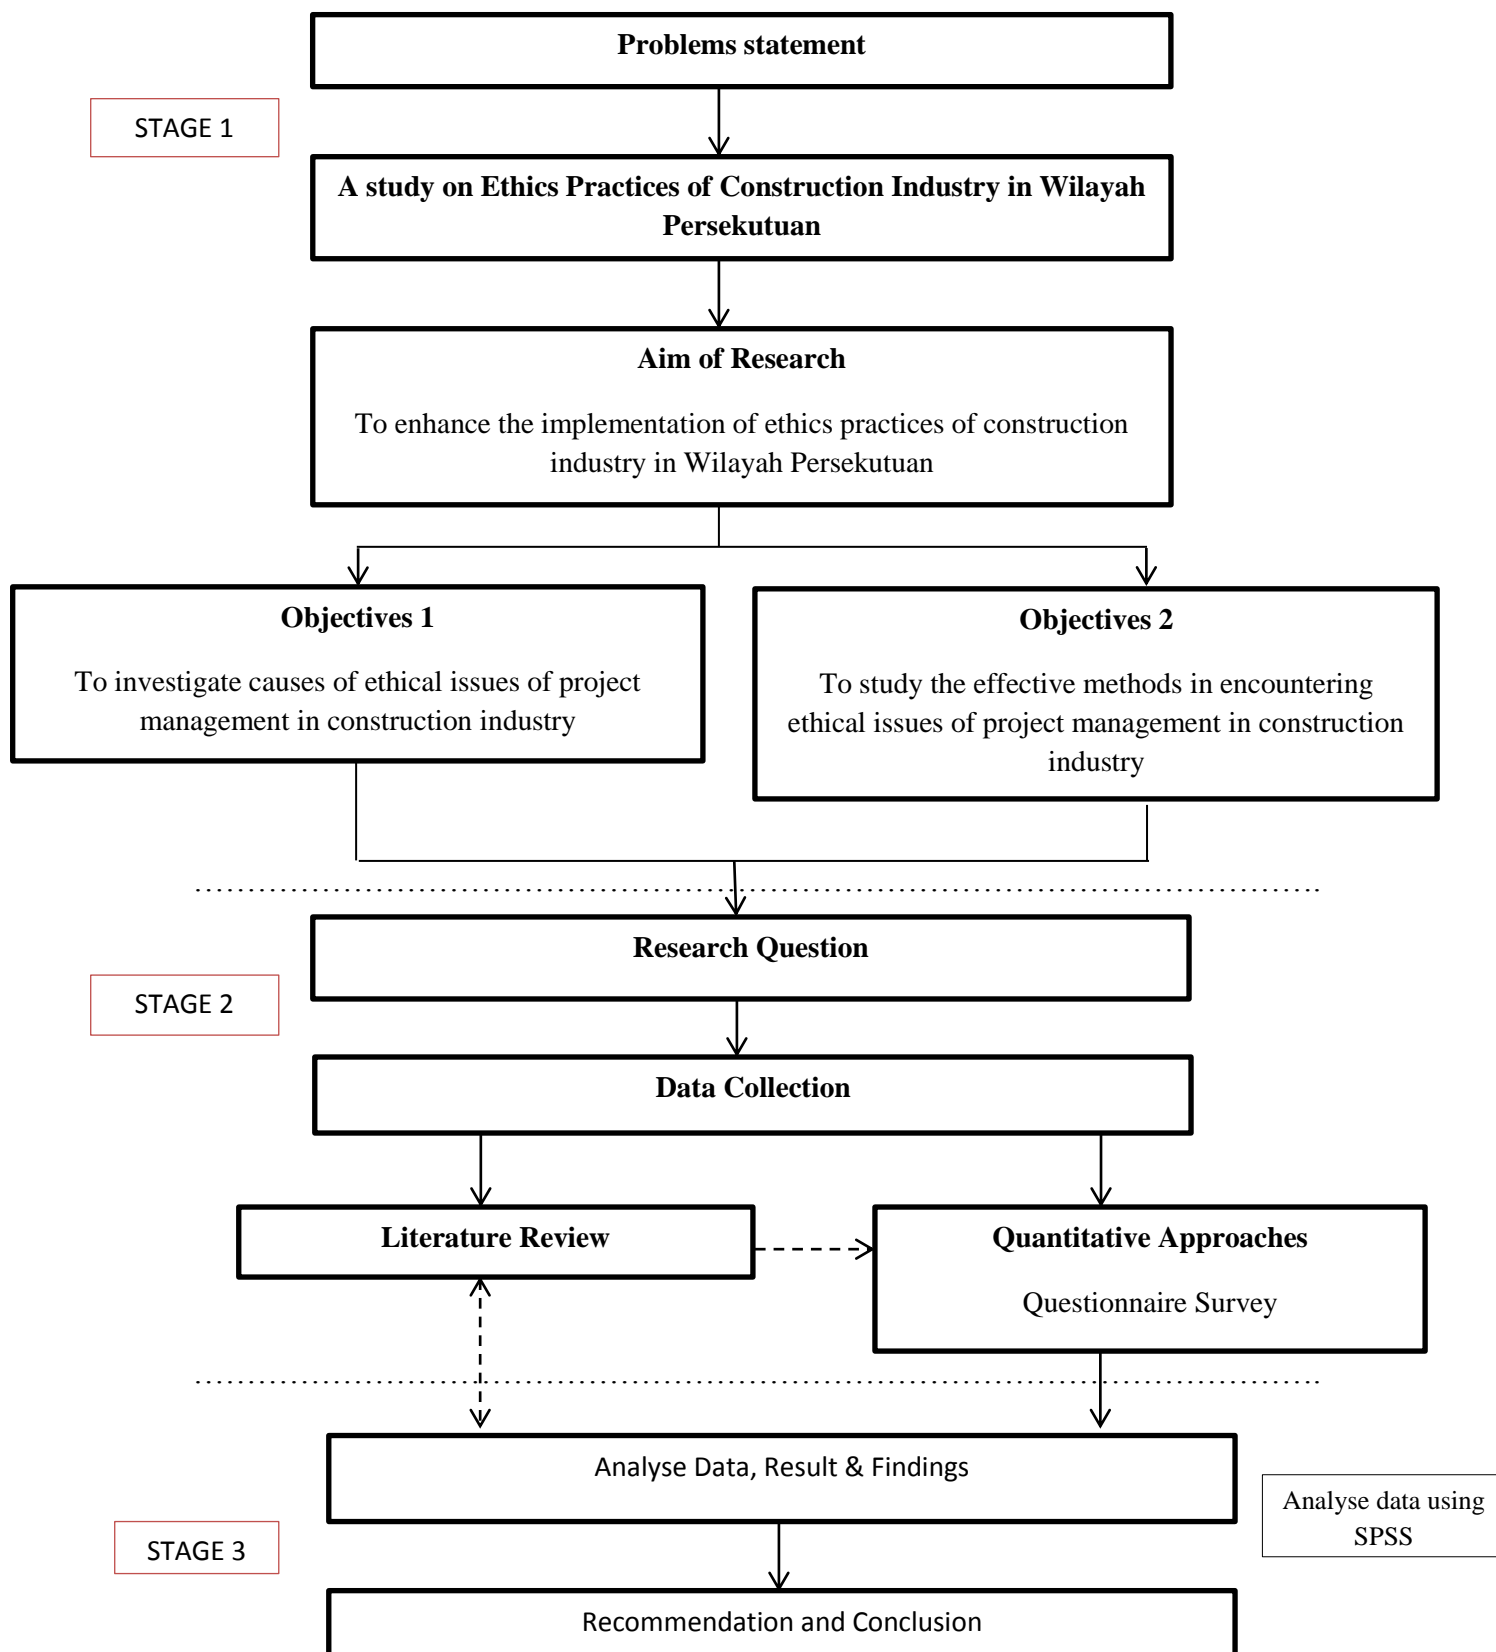 Problems statement
STAGE 1
A study on Ethics Practices of Construction Industry in Wilayah
Persekutuan
Aim of Research
To enhance the implementation of ethics practices of construction
industry in Wilayah Persekutuan
Objectives 1
To investigate causes of ethical issues of project
management in construction industry
Objectives 2
To study the effective methods in encountering
ethical issues of project management in construction
industry
Research Question
STAGE 2
Data Collection
Literature Review
Quantitative Approaches
Questionnaire Survey
Analyse Data, Result & Findings
Analyse data using
SPSS
STAGE 3
Recommendation and Conclusion